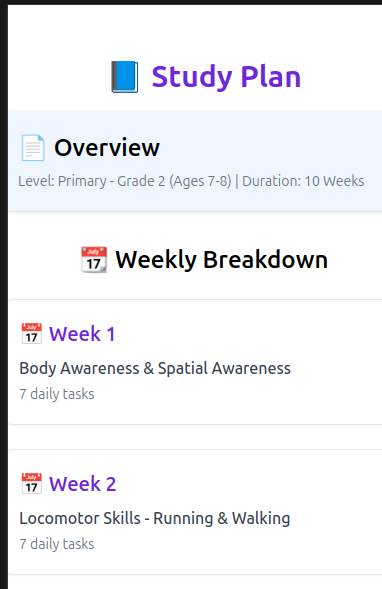 Study Plan
Overview
Level: Primary - Grade 2 (Ages 7-8) | Duration: 10 Weeks
Weekly Breakdown
Week 1
Body Awareness & Spatial Awareness
7 daily tasks
Week 2
Locomotor Skills - Running & Walking
7 daily tasks